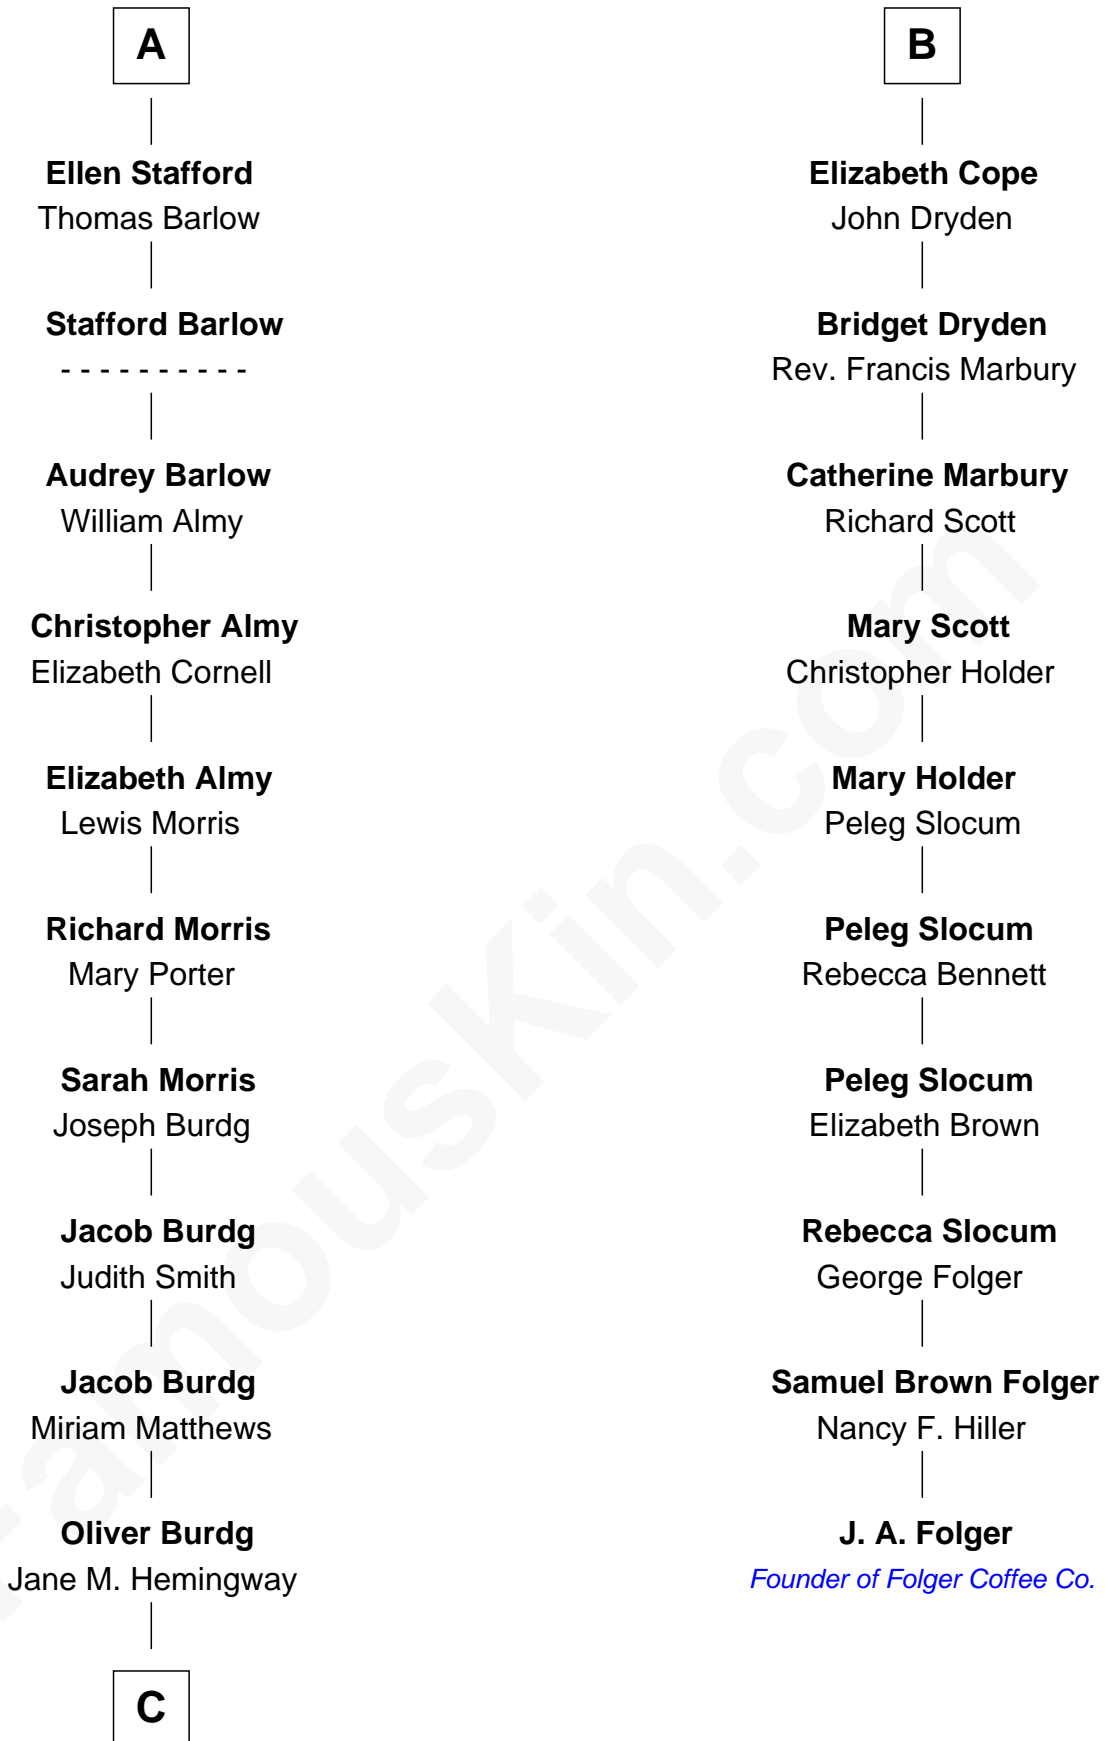 A
Ellen Stafford
Thomas Barlow
Stafford Barlow
- - - - - - - - - -
Audrey Barlow
William Almy
Christopher Almy
Elizabeth Cornell
Elizabeth Almy
Lewis Morris
Richard Morris
Mary Porter
Sarah Morris
Joseph Burdg
Jacob Burdg
Judith Smith
Jacob Burdg
Miriam Matthews
Oliver Burdg
Jane M. Hemingway
C
B
Elizabeth Cope
John Dryden
Bridget Dryden
Rev. Francis Marbury
Catherine Marbury
Richard Scott
Mary Scott
Christopher Holder
Mary Holder
Peleg Slocum
Peleg Slocum
Rebecca Bennett
Peleg Slocum
Elizabeth Brown
Rebecca Slocum
George Folger
Samuel Brown Folger
Nancy F. Hiller
J. A. Folger
Founder of Folger Coffee Co.
FamousKin.com